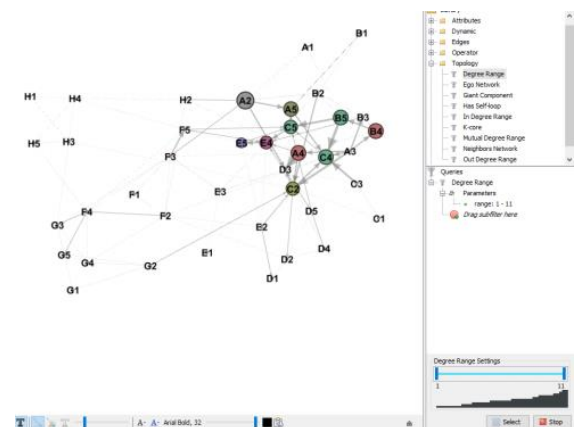 B1
A1
H1
H4
H2
A2
A5
B2
C5
B5
B3
B4
F5
E5
E4
A4
C4
A3
H5
H3
F3
D3
C3
F1
E3
C2
F4
F2
D5
C1
G3
E2
D4
G5
G4
G2
E1
D2
G1
D1
Attributes
Dynamic
Edges
Operator
Topology
Degree Range
Ego Network
Giant Component
Has Self-loop
In Degree Range
K-core
Mutual Degree Range
Neighbors Network
Out Degree Range
Queries
Degree Range
Parameters
range: 1 - 11
Drag subfilter here
Degree Range Settings
1 11
T T A- A- Arial Bold, 32
Select Stop